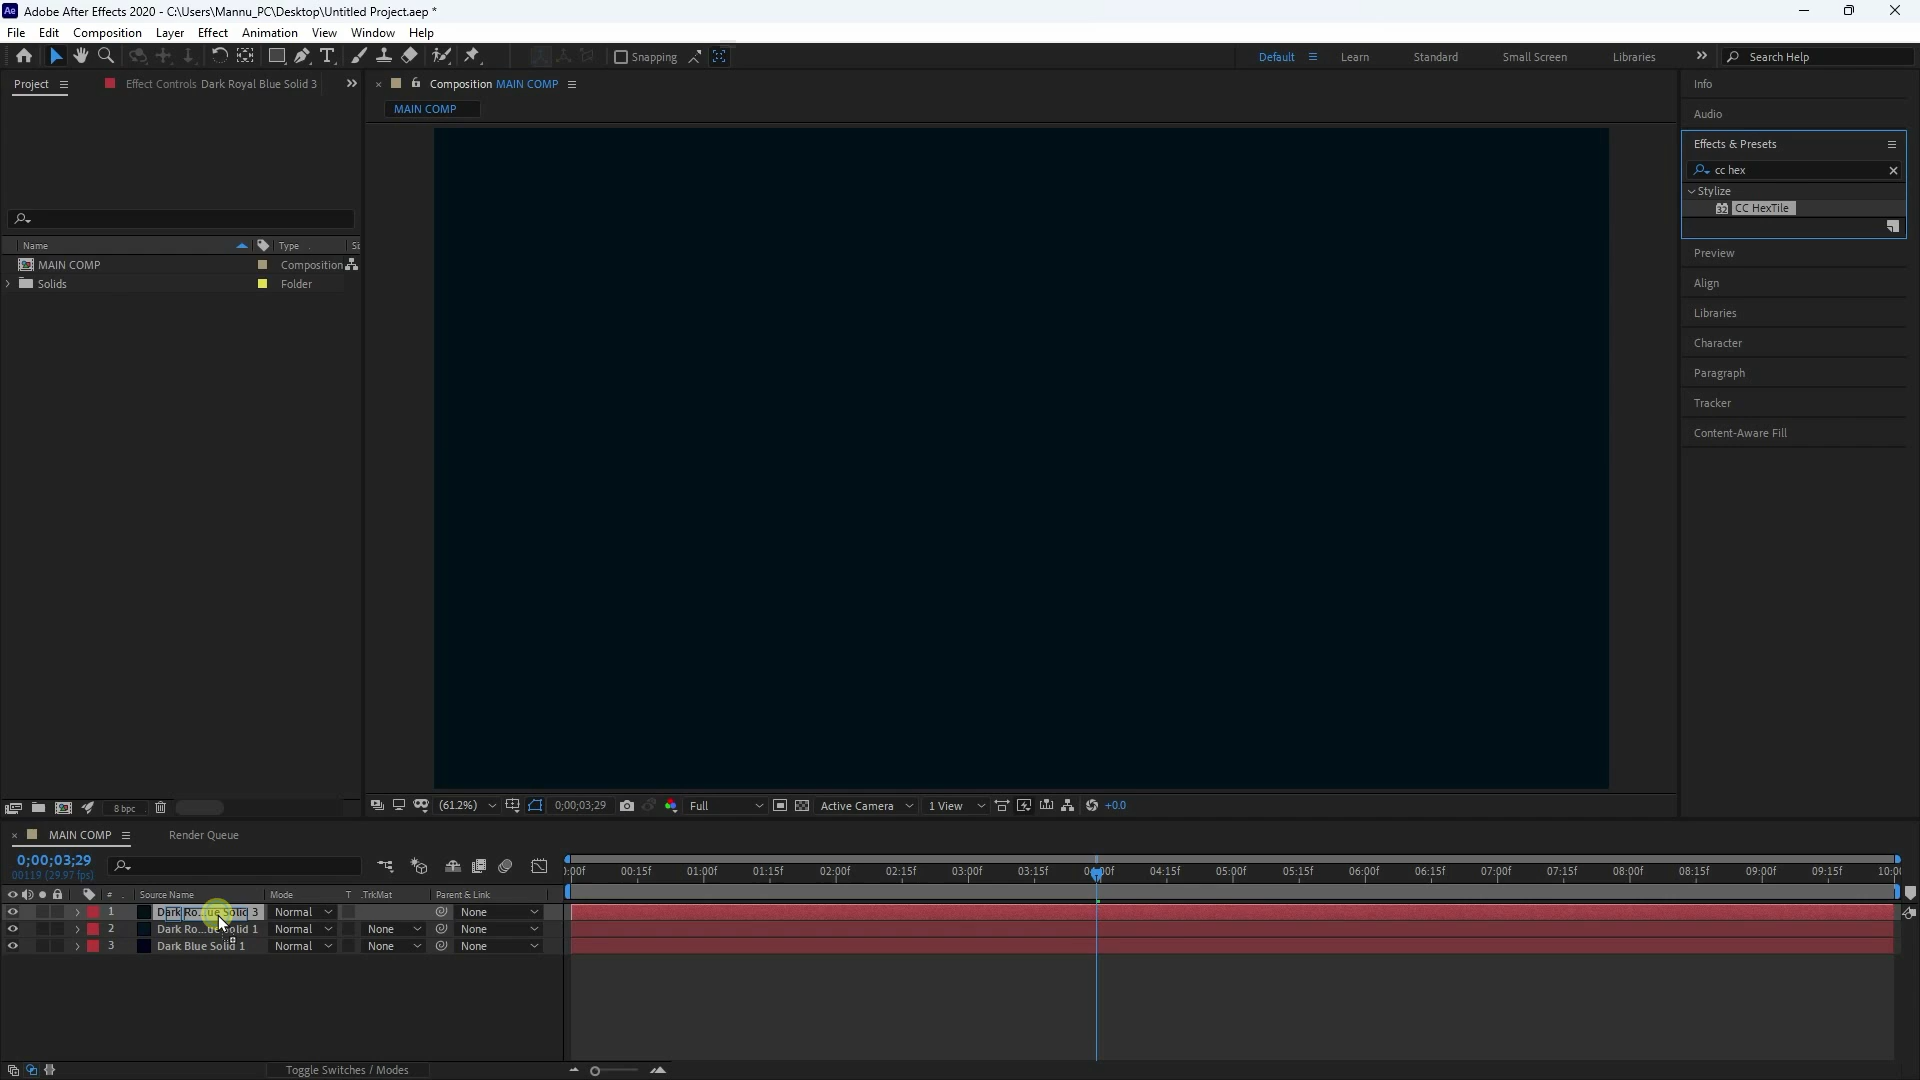 Ae Adobe After Effects 2020 - C:\Users\Mannu_PC\Desktop\Untitled Project.aep *
File Edit Composition Layer Effect Animation View Window Help
Snapping Default Learn Standard Small Screen Libraries Search Help
Project Effect Controls Dark Royal Blue Solid 3
Composition MAIN COMP
MAIN COMP
Name Type Si
MAIN COMP Composition
Solids Folder
8 bpc
(61.2%) 0;00;03;29 Full Active Camera 1 View +0.0
Info
Audio
Effects & Presets
cc hex
Stylize
32 CC HexTile
Preview
Align
Libraries
Character
Paragraph
Tracker
Content-Aware Fill
MAIN COMP Render Queue
0;00;03;29
00119 (29.97 fps)
):00f 00:15f 01:00f 01:15f 02:00f 02:15f 03:00f 03:15f 04:00f 04:15f 05:00f 05:15f 06:00f 06:15f 07:00f 07:15f 08:00f 08:15f 09:00f 09:15f 10:00
# Source Name Mode T .TrkMat Parent & Link
1 Dark Ro...ue Solid 3 Normal None
2 Dark Ro...ue Solid 1 Normal None None
3 Dark Blue Solid 1 Normal None None
Toggle Switches / Modes